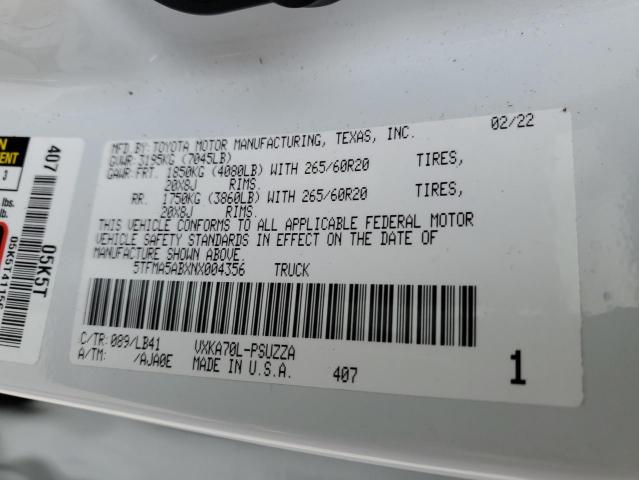 MFD.BY:TOYOTA MOTOR MANUFACTURING, TEXAS, INC. 02/22
GVWR:3195KG (7045LB)
GAWR:FRT. 1850KG (4080LB) WITH 265/60R20 TIRES,
20X8J RIMS.
RR. 1750KG (3860LB) WITH 265/60R20 TIRES,
20X8J RIMS.
THIS VEHICLE CONFORMS TO ALL APPLICABLE FEDERAL MOTOR
VEHICLE SAFETY STANDARDS IN EFFECT ON THE DATE OF
MANUFACTURE SHOWN ABOVE.
5TFMA5ABXNX004356 TRUCK
C/TR:089/LB41 VXKA70L-PSUZZA
A/TM: /AJA0E MADE IN U.S.A. 407 1
3
lbs.
lb.
407
05K5T